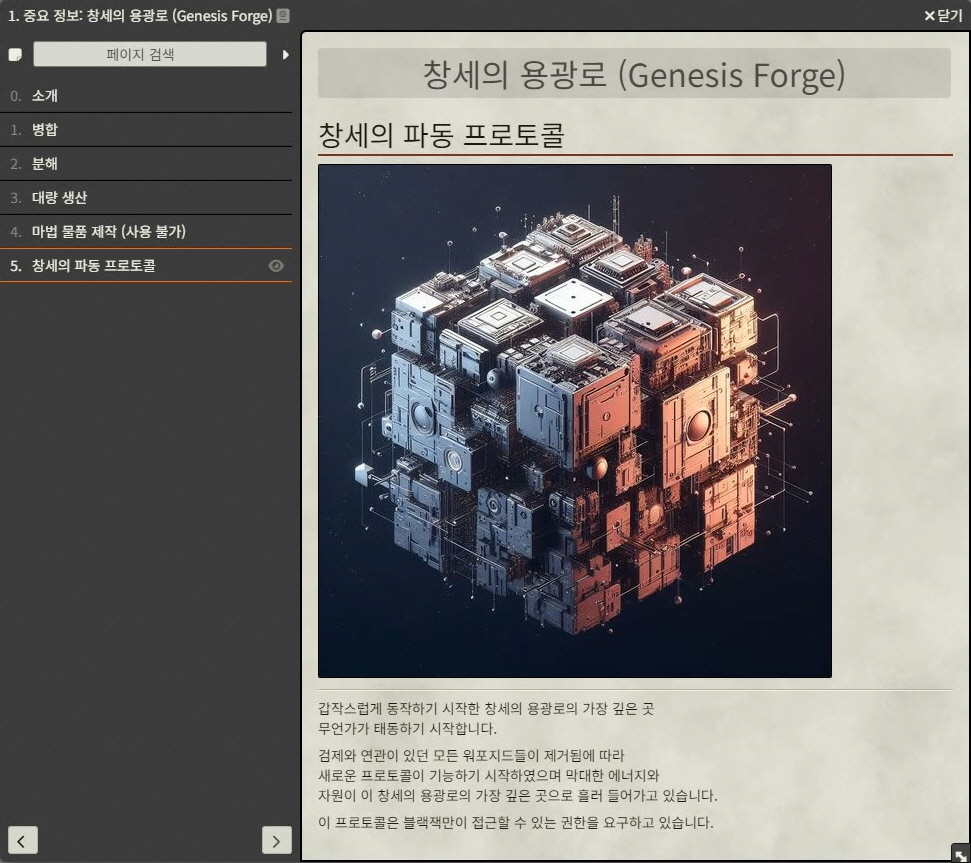 1. 중요 정보: 창세의 용광로 (Genesis Forge)
닫기
페이지 검색
0. 소개
1. 병합
2. 분해
3. 대량 생산
4. 마법 물품 제작 (사용 불가)
5. 창세의 파동 프로토콜
창세의 용광로 (Genesis Forge)
창세의 파동 프로토콜
갑작스럽게 동작하기 시작한 창세의 용광로의 가장 깊은 곳
무언가가 태동하기 시작합니다.
검제와 연관이 있던 모든 워포지드들이 제거됨에 따라
새로운 프로토콜이 기능하기 시작하였으며 막대한 에너지와
자원이 이 창세의 용광로의 가장 깊은 곳으로 흘러 들어가고 있습니다.
이 프로토콜은 블랙잭만이 접근할 수 있는 권한을 요구하고 있습니다.